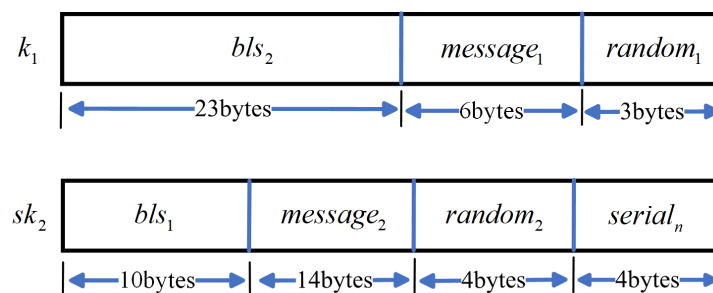 k₁ bls₂ message₁ random₁
23bytes 6bytes 3bytes
sk₂ bls₁ message₂ random₂ serialₙ
10bytes 14bytes 4bytes 4bytes